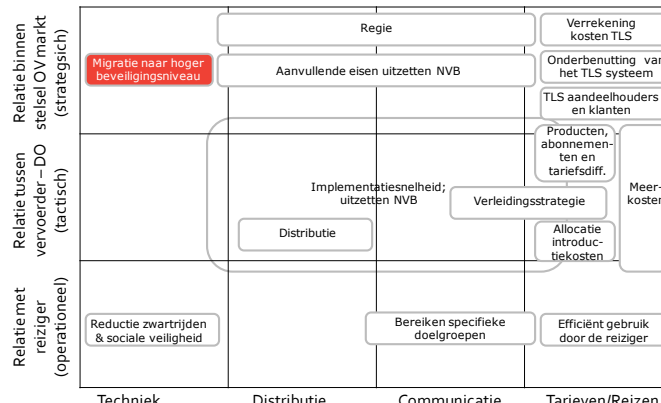 Relatie binnen
stelsel OV markt
(strategsich)
Regie
Verrekening
kosten TLS
Migratie naar hoger
beveiligingsniveau
Aanvullende eisen uitzetten NVB
Onderbenutting van
het TLS systeem
TLS aandeelhouders
en klanten
Relatie tussen
vervoerder – DO
(tactisch)
Producten,
abonnemen-
ten en
tariefsdiff.
Meer-
kosten
Implementatiesnelheid;
uitzetten NVB
Verleidingsstrategie
Distributie
Allocatie
introduc-
tiekosten
Relatie met
reiziger
(operationeel)
Reductie zwartrijden
& sociale veiligheid
Bereiken specifieke
doelgroepen
Efficiënt gebruik
door de reiziger
Techniek
Distributie
Communicatie
Tarieven/Reizen